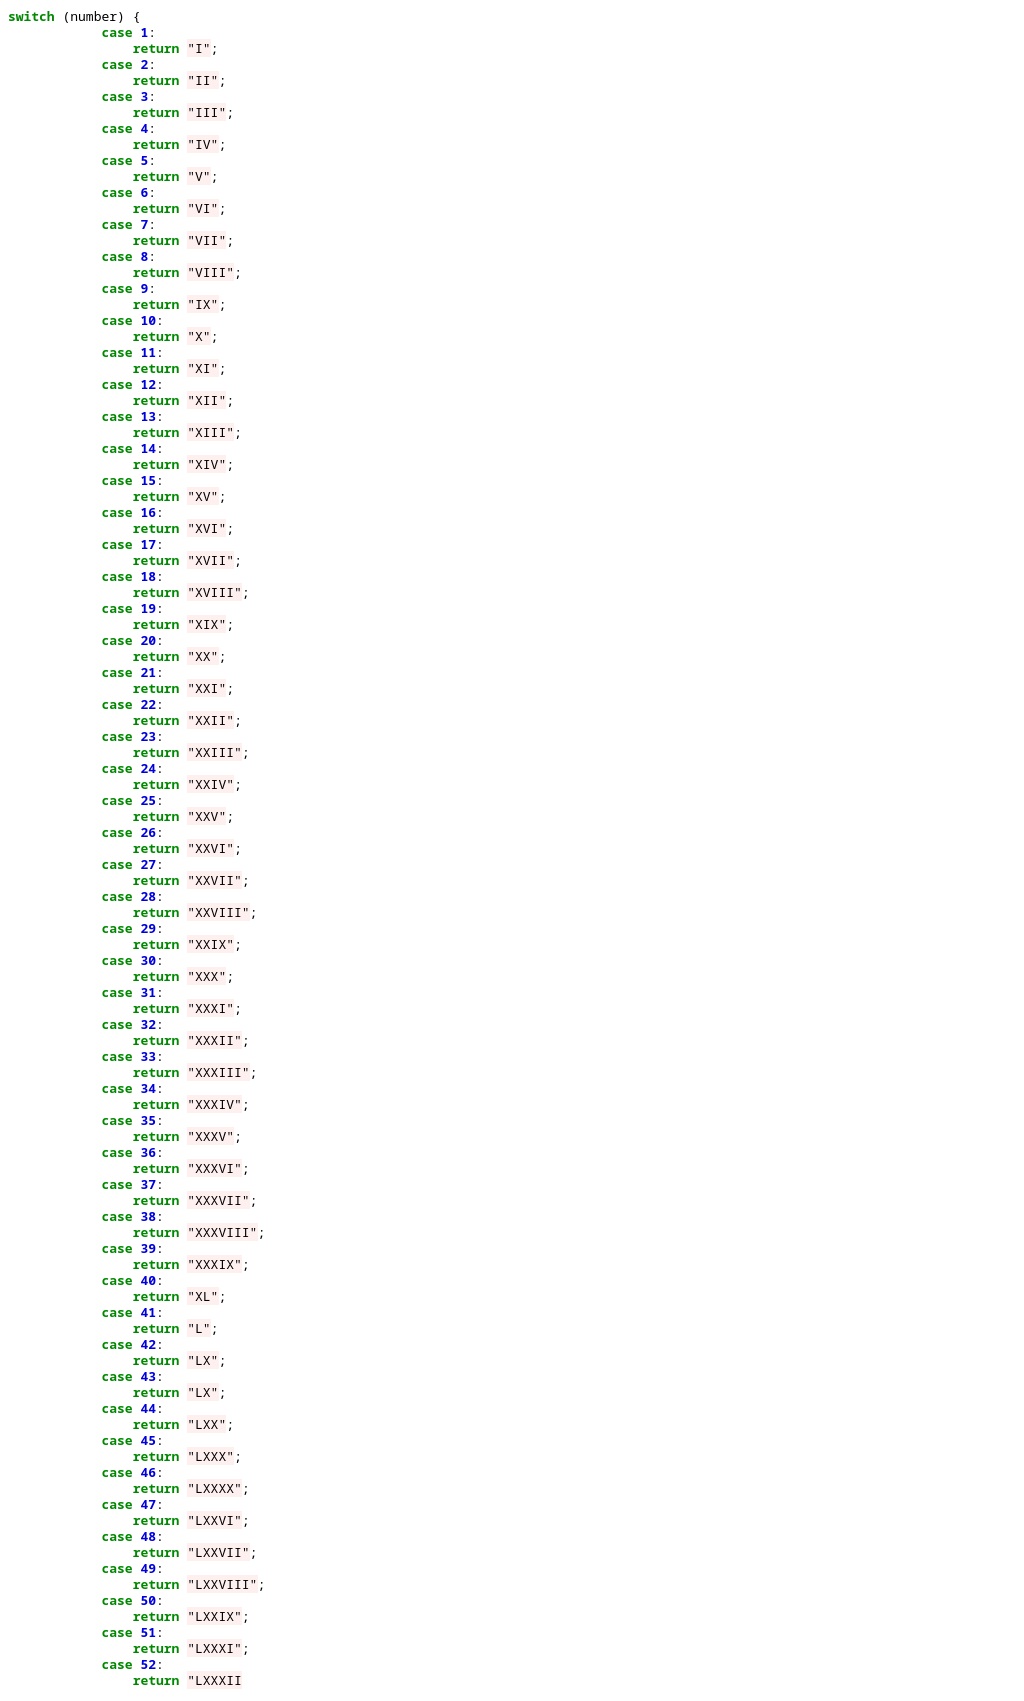 switch (number) {
            case 1:
                return "I";
            case 2:
                return "II";
            case 3:
                return "III";
            case 4:
                return "IV";
            case 5:
                return "V";
            case 6:
                return "VI";
            case 7:
                return "VII";
            case 8:
                return "VIII";
            case 9:
                return "IX";
            case 10:
                return "X";
            case 11:
                return "XI";
            case 12:
                return "XII";
            case 13:
                return "XIII";
            case 14:
                return "XIV";
            case 15:
                return "XV";
            case 16:
                return "XVI";
            case 17:
                return "XVII";
            case 18:
                return "XVIII";
            case 19:
                return "XIX";
            case 20:
                return "XX";
            case 21:
                return "XXI";
            case 22:
                return "XXII";
            case 23:
                return "XXIII";
            case 24:
                return "XXIV";
            case 25:
                return "XXV";
            case 26:
                return "XXVI";
            case 27:
                return "XXVII";
            case 28:
                return "XXVIII";
            case 29:
                return "XXIX";
            case 30:
                return "XXX";
            case 31:
                return "XXXI";
            case 32:
                return "XXXII";
            case 33:
                return "XXXIII";
            case 34:
                return "XXXIV";
            case 35:
                return "XXXV";
            case 36:
                return "XXXVI";
            case 37:
                return "XXXVII";
            case 38:
                return "XXXVIII";
            case 39:
                return "XXXIX";
            case 40:
                return "XL";
            case 41:
                return "L";
            case 42:
                return "LX";
            case 43:
                return "LX";
            case 44:
                return "LXX";
            case 45:
                return "LXXX";
            case 46:
                return "LXXXX";
            case 47:
                return "LXXVI";
            case 48:
                return "LXXVII";
            case 49:
                return "LXXVIII";
            case 50:
                return "LXXIX";
            case 51:
                return "LXXXI";
            case 52:
                return "LXXXII